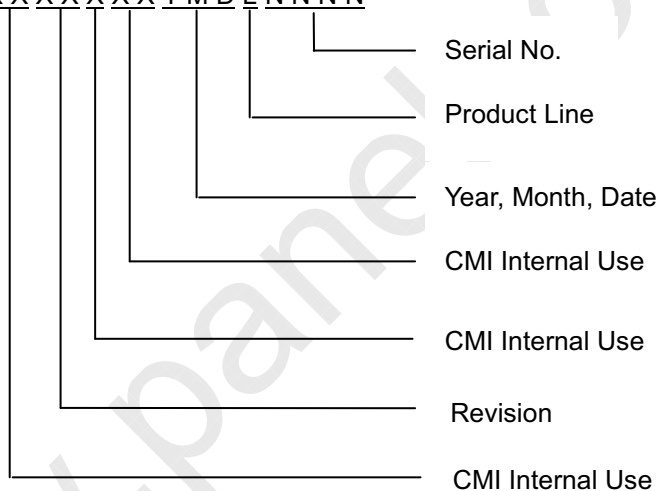 X X X X X X X Y M D L N N N N
Serial No.
Product Line
Year, Month, Date
CMI Internal Use
CMI Internal Use
Revision
CMI Internal Use